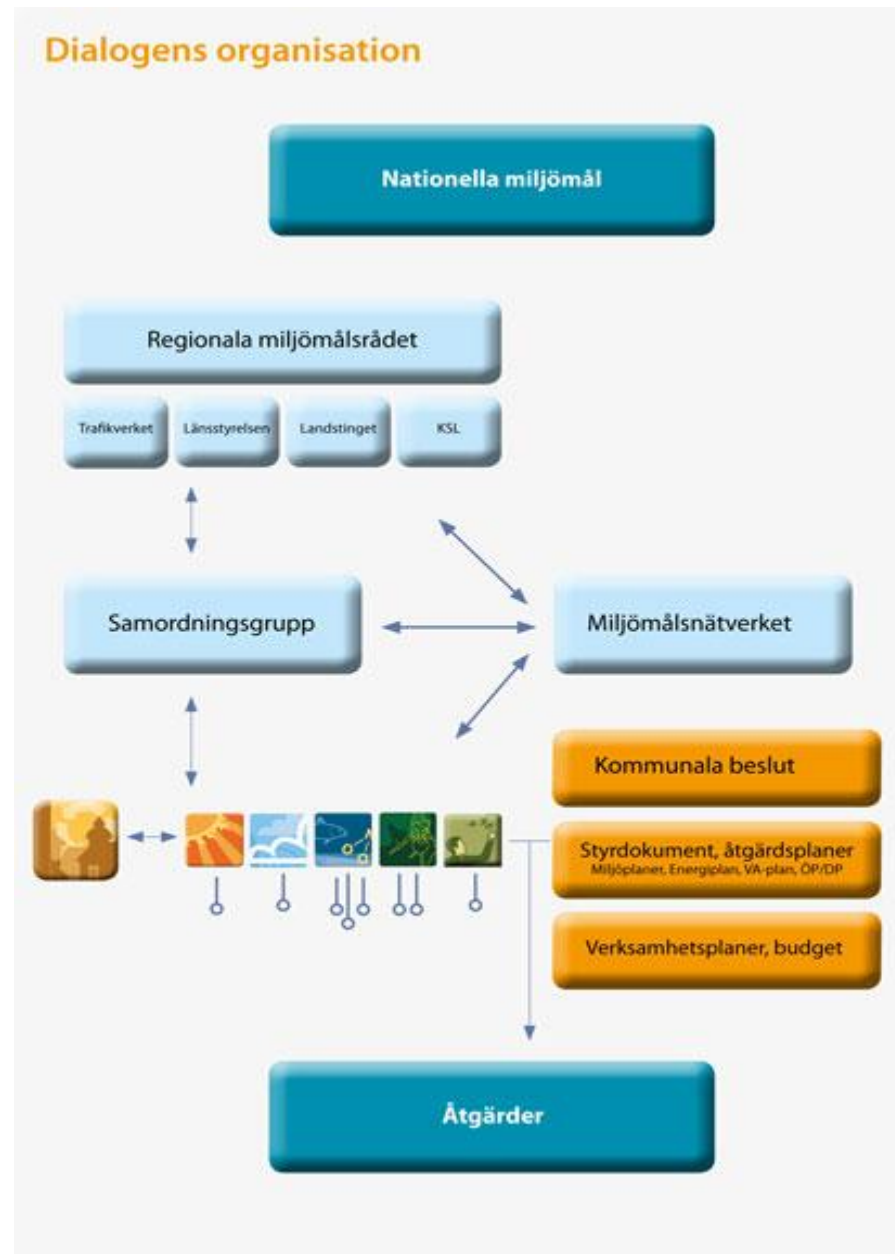 Dialogens organisation
Nationella miljömål
Regionala miljömålsrådet
Trafikverket
Länsstyrelsen
Landstinget
KSL
Samordningsgrupp
Miljömålsnätverket
Kommunala beslut
Styrdokument, åtgärdsplaner
Miljöplaner, Energiplan, VA-plan, ÖP/DP
Verksamhetsplaner, budget
Åtgärder